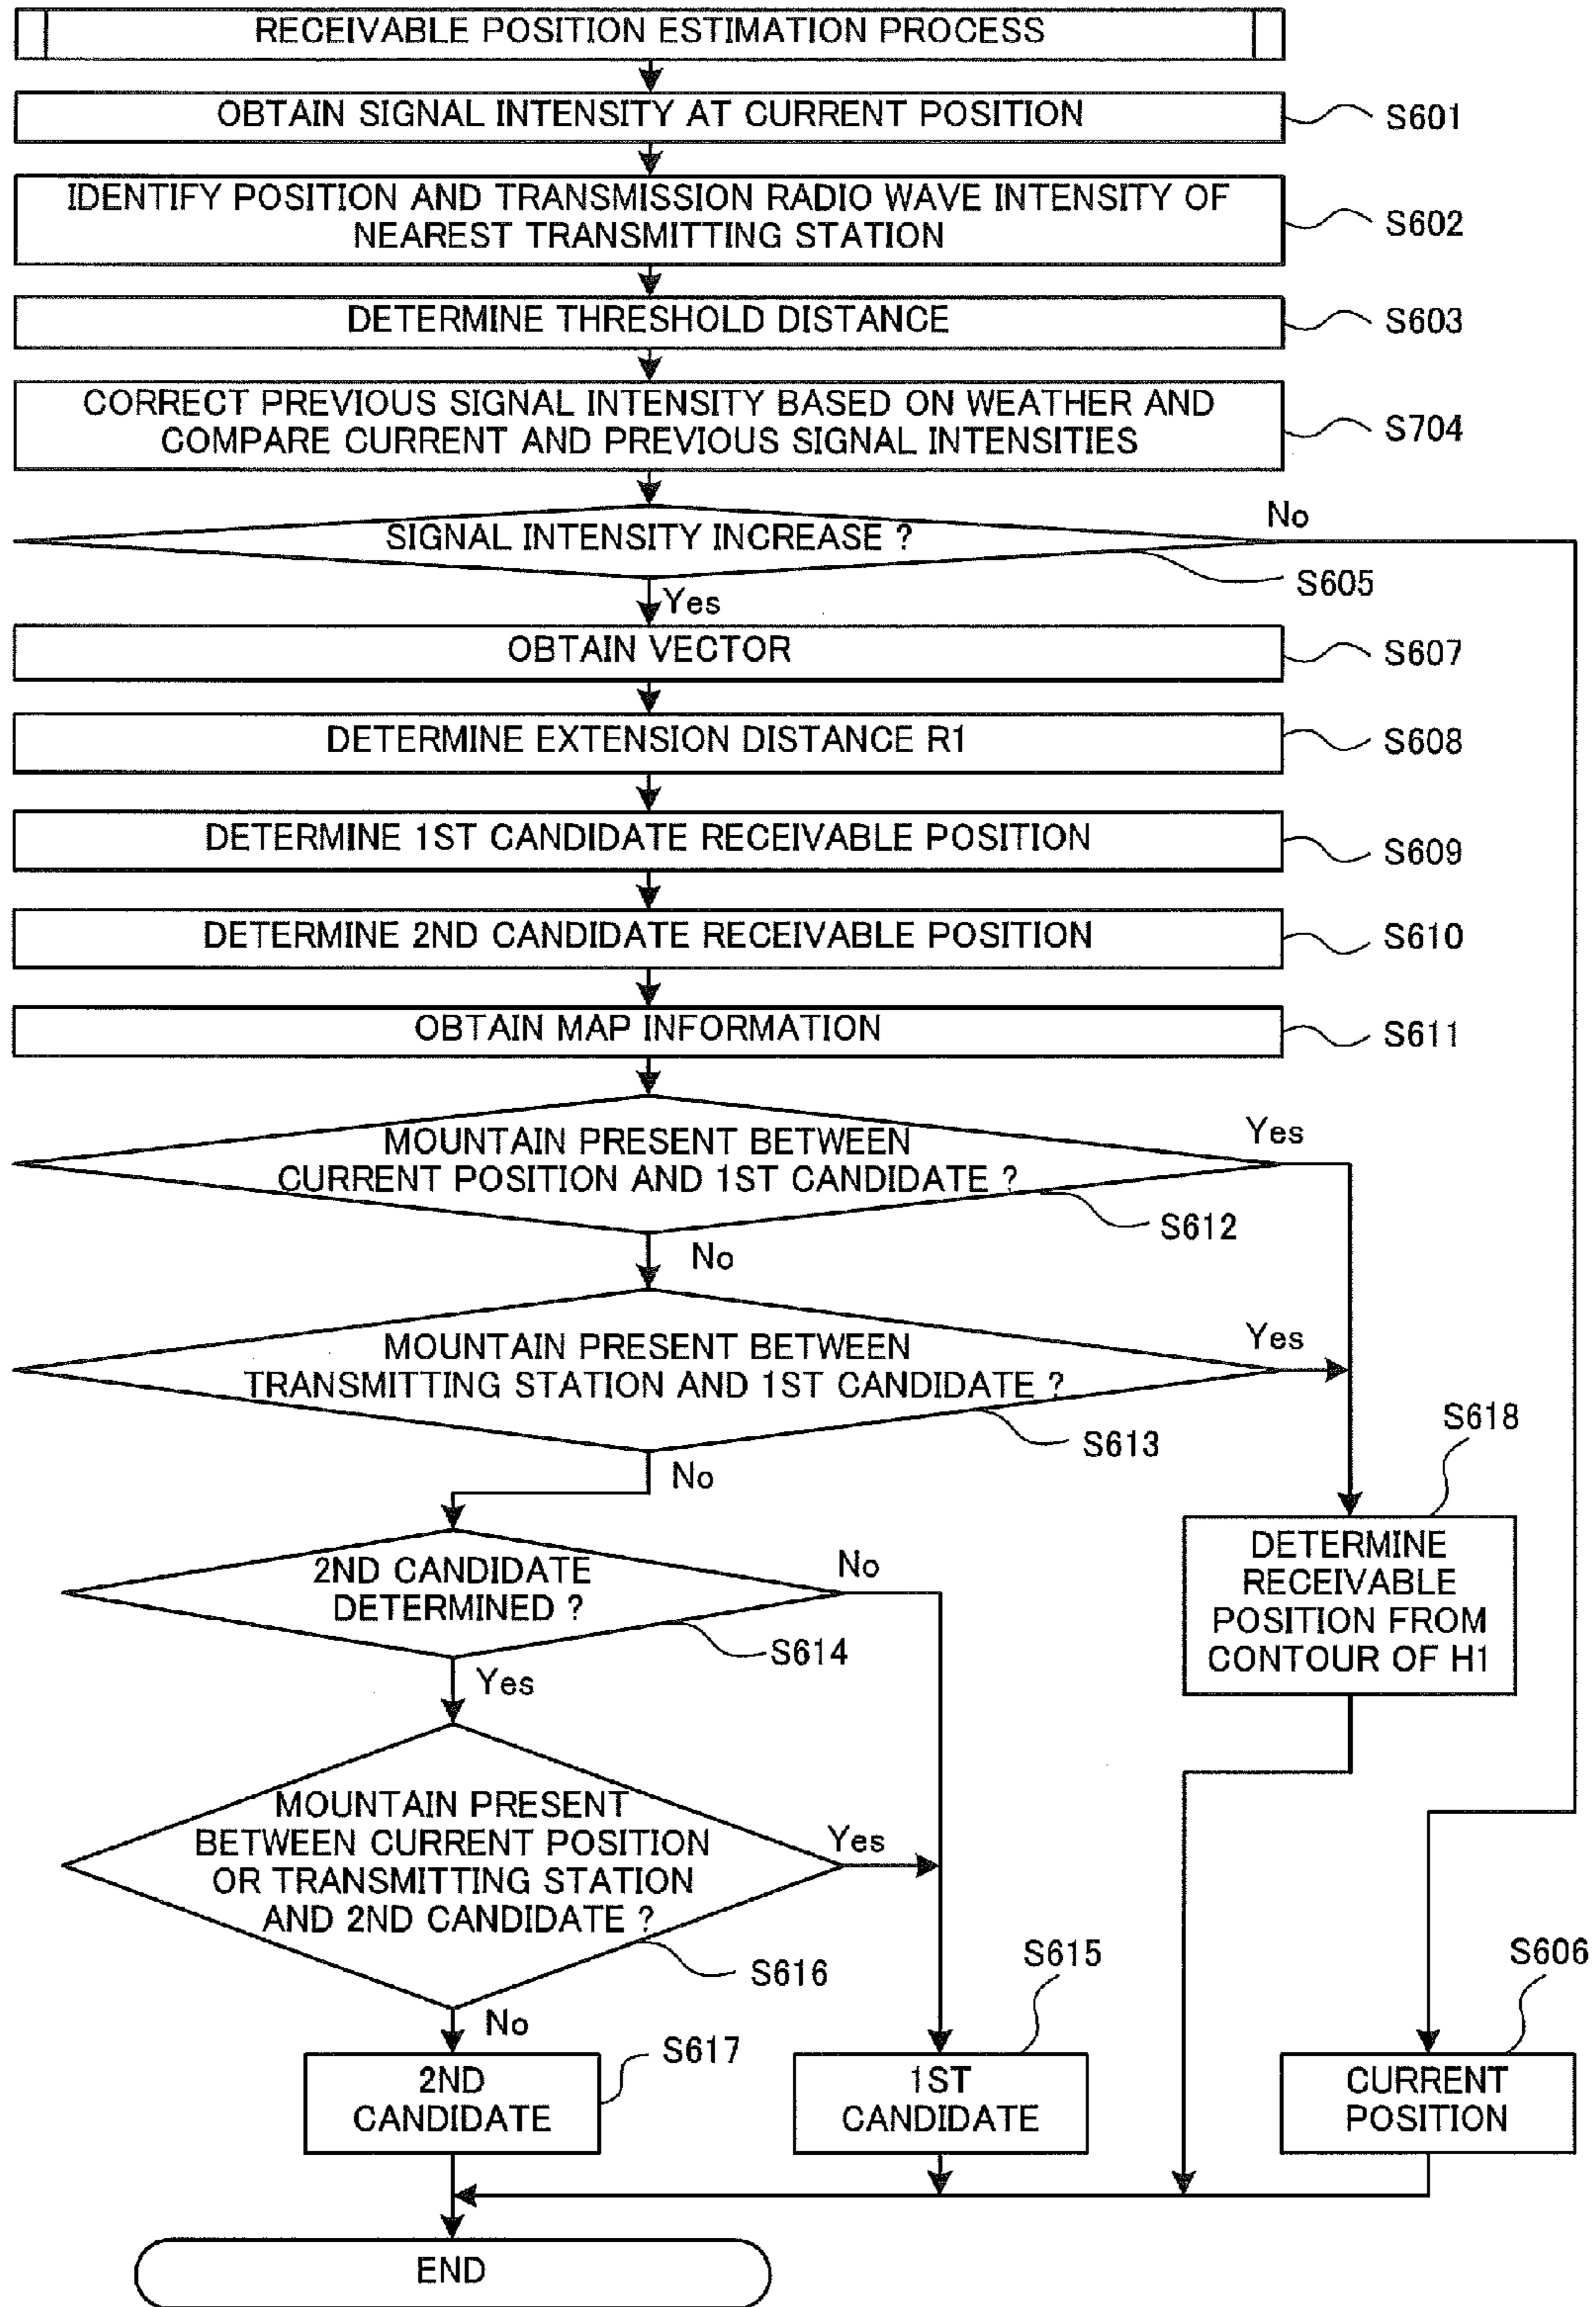 RECEIVABLE POSITION ESTIMATION PROCESS
OBTAIN SIGNAL INTENSITY AT CURRENT POSITION
S601
IDENTIFY POSITION AND TRANSMISSION RADIO WAVE INTENSITY OF
NEAREST TRANSMITTING STATION
S602
DETERMINE THRESHOLD DISTANCE
S603
CORRECT PREVIOUS SIGNAL INTENSITY BASED ON WEATHER AND
COMPARE CURRENT AND PREVIOUS SIGNAL INTENSITIES
S704
SIGNAL INTENSITY INCREASE ?
No
S605
Yes
OBTAIN VECTOR
S607
DETERMINE EXTENSION DISTANCE R1
S608
DETERMINE 1ST CANDIDATE RECEIVABLE POSITION
S609
DETERMINE 2ND CANDIDATE RECEIVABLE POSITION
S610
OBTAIN MAP INFORMATION
S611
MOUNTAIN PRESENT BETWEEN
CURRENT POSITION AND 1ST CANDIDATE ?
Yes
S612
No
MOUNTAIN PRESENT BETWEEN
TRANSMITTING STATION AND 1ST CANDIDATE ?
Yes
S613
No
S618
DETERMINE
RECEIVABLE
POSITION FROM
CONTOUR OF H1
2ND CANDIDATE
DETERMINED ?
No
S614
Yes
MOUNTAIN PRESENT
BETWEEN CURRENT POSITION
OR TRANSMITTING STATION
AND 2ND CANDIDATE ?
Yes
S616
No
S617
2ND
CANDIDATE
S615
1ST
CANDIDATE
S606
CURRENT
POSITION
END